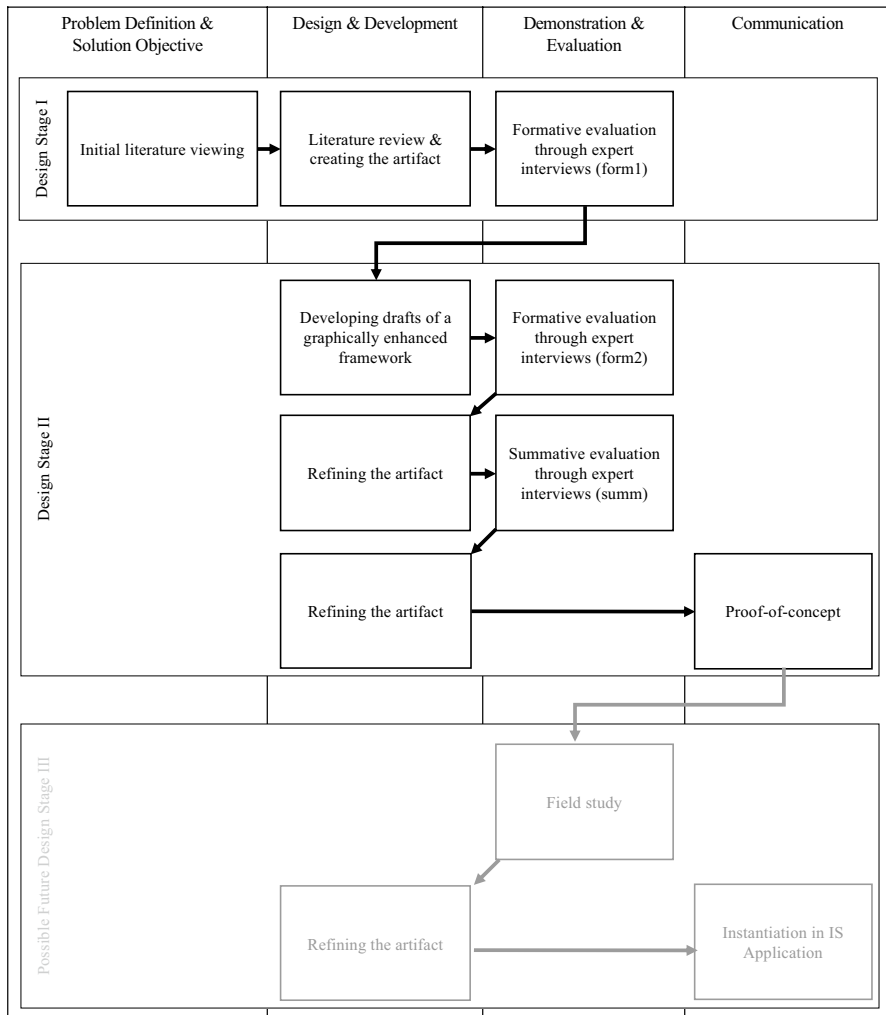 Problem Definition &
Solution Objective
Design & Development
Demonstration &
Evaluation
Communication
Design Stage I
Initial literature viewing
Literature review &
creating the artifact
Formative evaluation
through expert
interviews (form1)
Design Stage II
Developing drafts of a
graphically enhanced
framework
Formative evaluation
through expert
interviews (form2)
Refining the artifact
Summative evaluation
through expert
interviews (summ)
Refining the artifact
Proof-of-concept
Possible Future Design Stage III
Field study
Refining the artifact
Instantiation in IS
Application